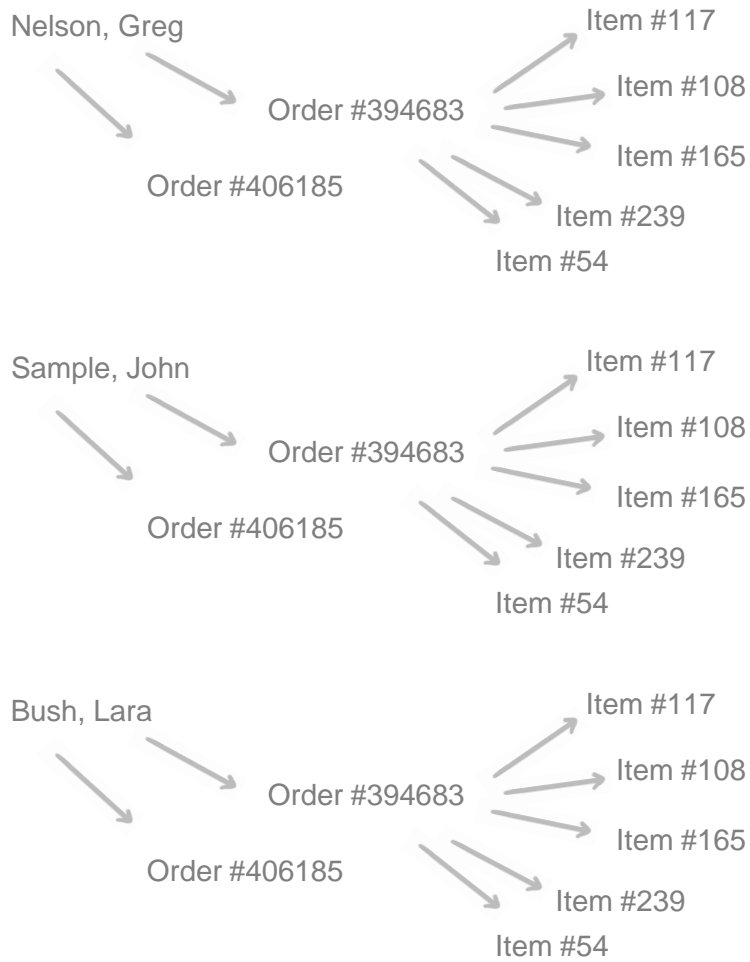 Nelson, Greg
Item #117
Item #108
Order #394683
Item #165
Order #406185
Item #239
Item #54
Sample, John
Item #117
Item #108
Order #394683
Item #165
Order #406185
Item #239
Item #54
Bush, Lara
Item #117
Item #108
Order #394683
Item #165
Order #406185
Item #239
Item #54